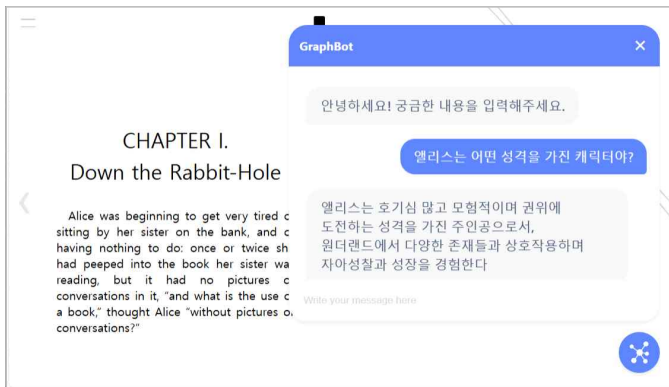 GraphBot
안녕하세요! 궁금한 내용을 입력해주세요.
앨리스는 어떤 성격을 가진 캐릭터야?
앨리스는 호기심 많고 모험적이며 권위에
도전하는 성격을 가진 주인공으로서,
원더랜드에서 다양한 존재들과 상호작용하며
자아성찰과 성장을 경험한다
Write your message here
CHAPTER I.
Down the Rabbit-Hole
Alice was beginning to get very tired
sitting by her sister on the bank, and
having nothing to do: once or twice
had peeped into the book her sister
reading, but it had no pictures
conversations in it, "and what is the use
a book," thought Alice "without pictures
conversations?"